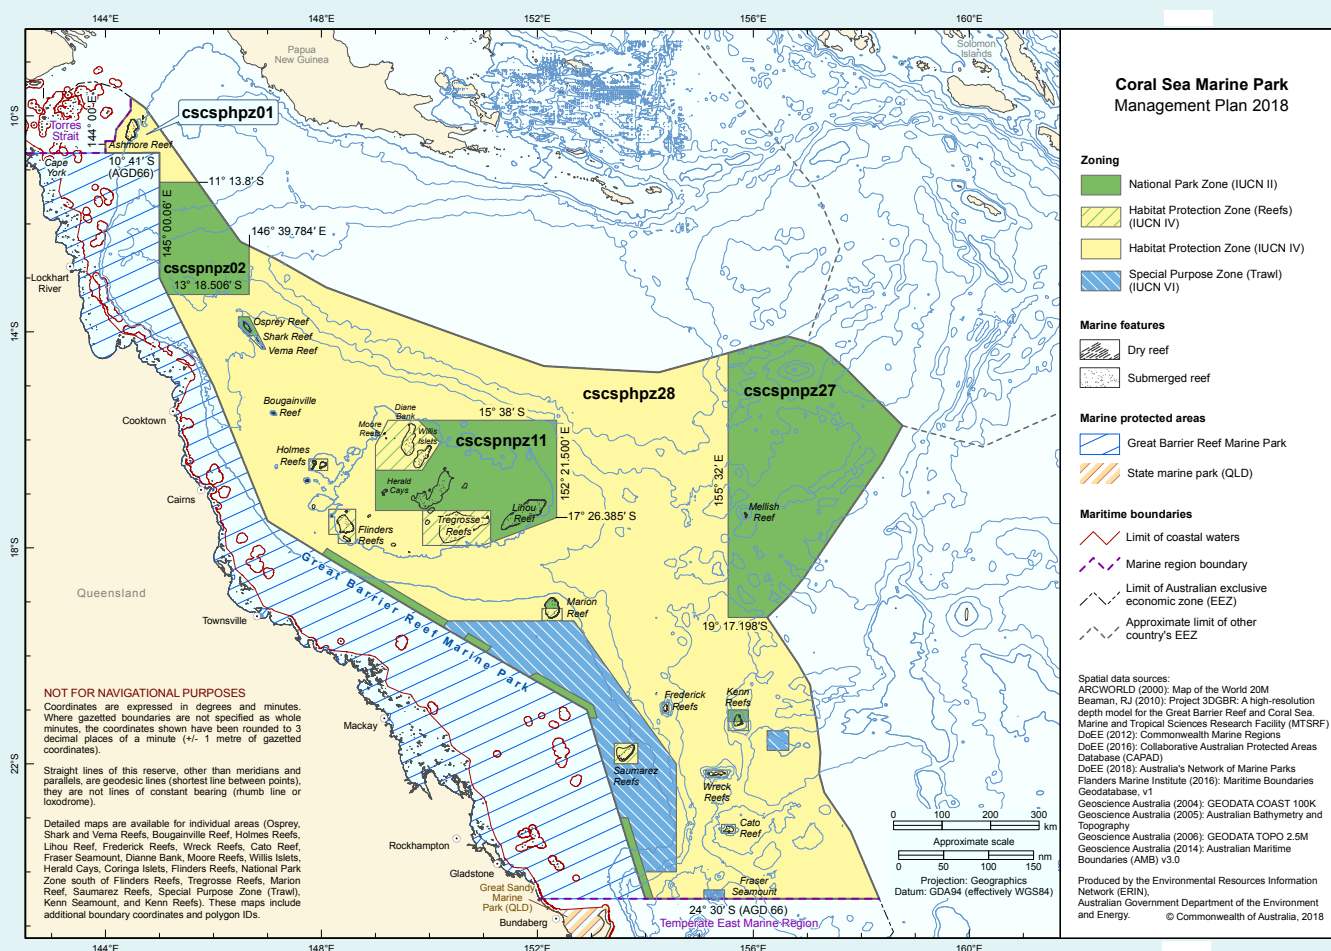 144°E
148°E
152°E
156°E
160°E
Papua
New Guinea
Solomon
Islands
10°S
14°S
18°S
22°S
Torres
Strait
144° 00' E
cscsphpz01
Ashmore Reef
Cape
York
10° 41' S
(AGD66)
11° 13.8' S
145° 00.06' E
146° 39.784' E
cscspnpz02
13° 18.506' S
Lockhart
River
Osprey Reef
Shark Reef
Vema Reef
Bougainville
Reef
Cooktown
Diane
Bank
Moore
Reefs
Willis
Islets
15° 38' S
cscspnpz11
cscsphpz28
cscspnpz27
Holmes
Reefs
Herald
Cays
152° 21.500' E
155° 32' E
Cairns
Lihou
Reef
17° 26.385' S
Mellish
Reef
Flinders
Reefs
Tregrosse
Reefs
Great Barrier Reef Marine Park
Queensland
Townsville
Marion
Reef
19° 17.198'S
Mackay
Frederick
Reefs
Kenn
Reefs
Saumarez
Reefs
Wreck
Reefs
Cato
Reef
Rockhampton
Gladstone
Great Sandy
Marine
Park (QLD)
Bundaberg
Fraser
Seamount
24° 30' S (AGD 66)
Temperate East Marine Region
NOT FOR NAVIGATIONAL PURPOSES
Coordinates are expressed in degrees and minutes.
Where gazetted boundaries are not specified as whole
minutes, the coordinates shown have been rounded to 3
decimal places of a minute (+/- 1 metre of gazetted
coordinates).
Straight lines of this reserve, other than meridians and
parallels, are geodesic lines (shortest line between points),
they are not lines of constant bearing (rhumb line or
loxodrome).
Detailed maps are available for individual areas (Osprey,
Shark and Vema Reefs, Bougainville Reef, Holmes Reefs,
Lihou Reef, Frederick Reefs, Wreck Reefs, Cato Reef,
Fraser Seamount, Dianne Bank, Moore Reefs, Willis Islets,
Herald Cays, Coringa Islets, Flinders Reefs, National Park
Zone south of Flinders Reefs, Tregrosse Reefs, Marion
Reef, Saumarez Reefs, Special Purpose Zone (Trawl),
Kenn Seamount, and Kenn Reefs). These maps include
additional boundary coordinates and polygon IDs.
0 100 200 300
km
Approximate scale
0 50 100 150
nm
Projection: Geographics
Datum: GDA94 (effectively WGS84)
144°E
148°E
152°E
156°E
160°E
Coral Sea Marine Park
Management Plan 2018
Zoning
National Park Zone (IUCN II)
Habitat Protection Zone (Reefs)
(IUCN IV)
Habitat Protection Zone (IUCN IV)
Special Purpose Zone (Trawl)
(IUCN VI)
Marine features
Dry reef
Submerged reef
Marine protected areas
Great Barrier Reef Marine Park
State marine park (QLD)
Maritime boundaries
Limit of coastal waters
Marine region boundary
Limit of Australian exclusive
economic zone (EEZ)
Approximate limit of other
country's EEZ
Spatial data sources:
ARCWORLD (2000): Map of the World 20M
Beaman, RJ (2010): Project 3DGBR: A high-resolution
depth model for the Great Barrier Reef and Coral Sea.
Marine and Tropical Sciences Research Facility (MTSRF)
DoEE (2012): Commonwealth Marine Regions
DoEE (2016): Collaborative Australian Protected Areas
Database (CAPAD)
DoEE (2018): Australia's Network of Marine Parks
Flanders Marine Institute (2016): Maritime Boundaries
Geodatabase, v1
Geoscience Australia (2004): GEODATA COAST 100K
Geoscience Australia (2005): Australian Bathymetry and
Topography
Geoscience Australia (2006): GEODATA TOPO 2.5M
Geoscience Australia (2014): Australian Maritime
Boundaries (AMB) v3.0
Produced by the Environmental Resources Information
Network (ERIN),
Australian Government Department of the Environment
and Energy.
© Commonwealth of Australia, 2018